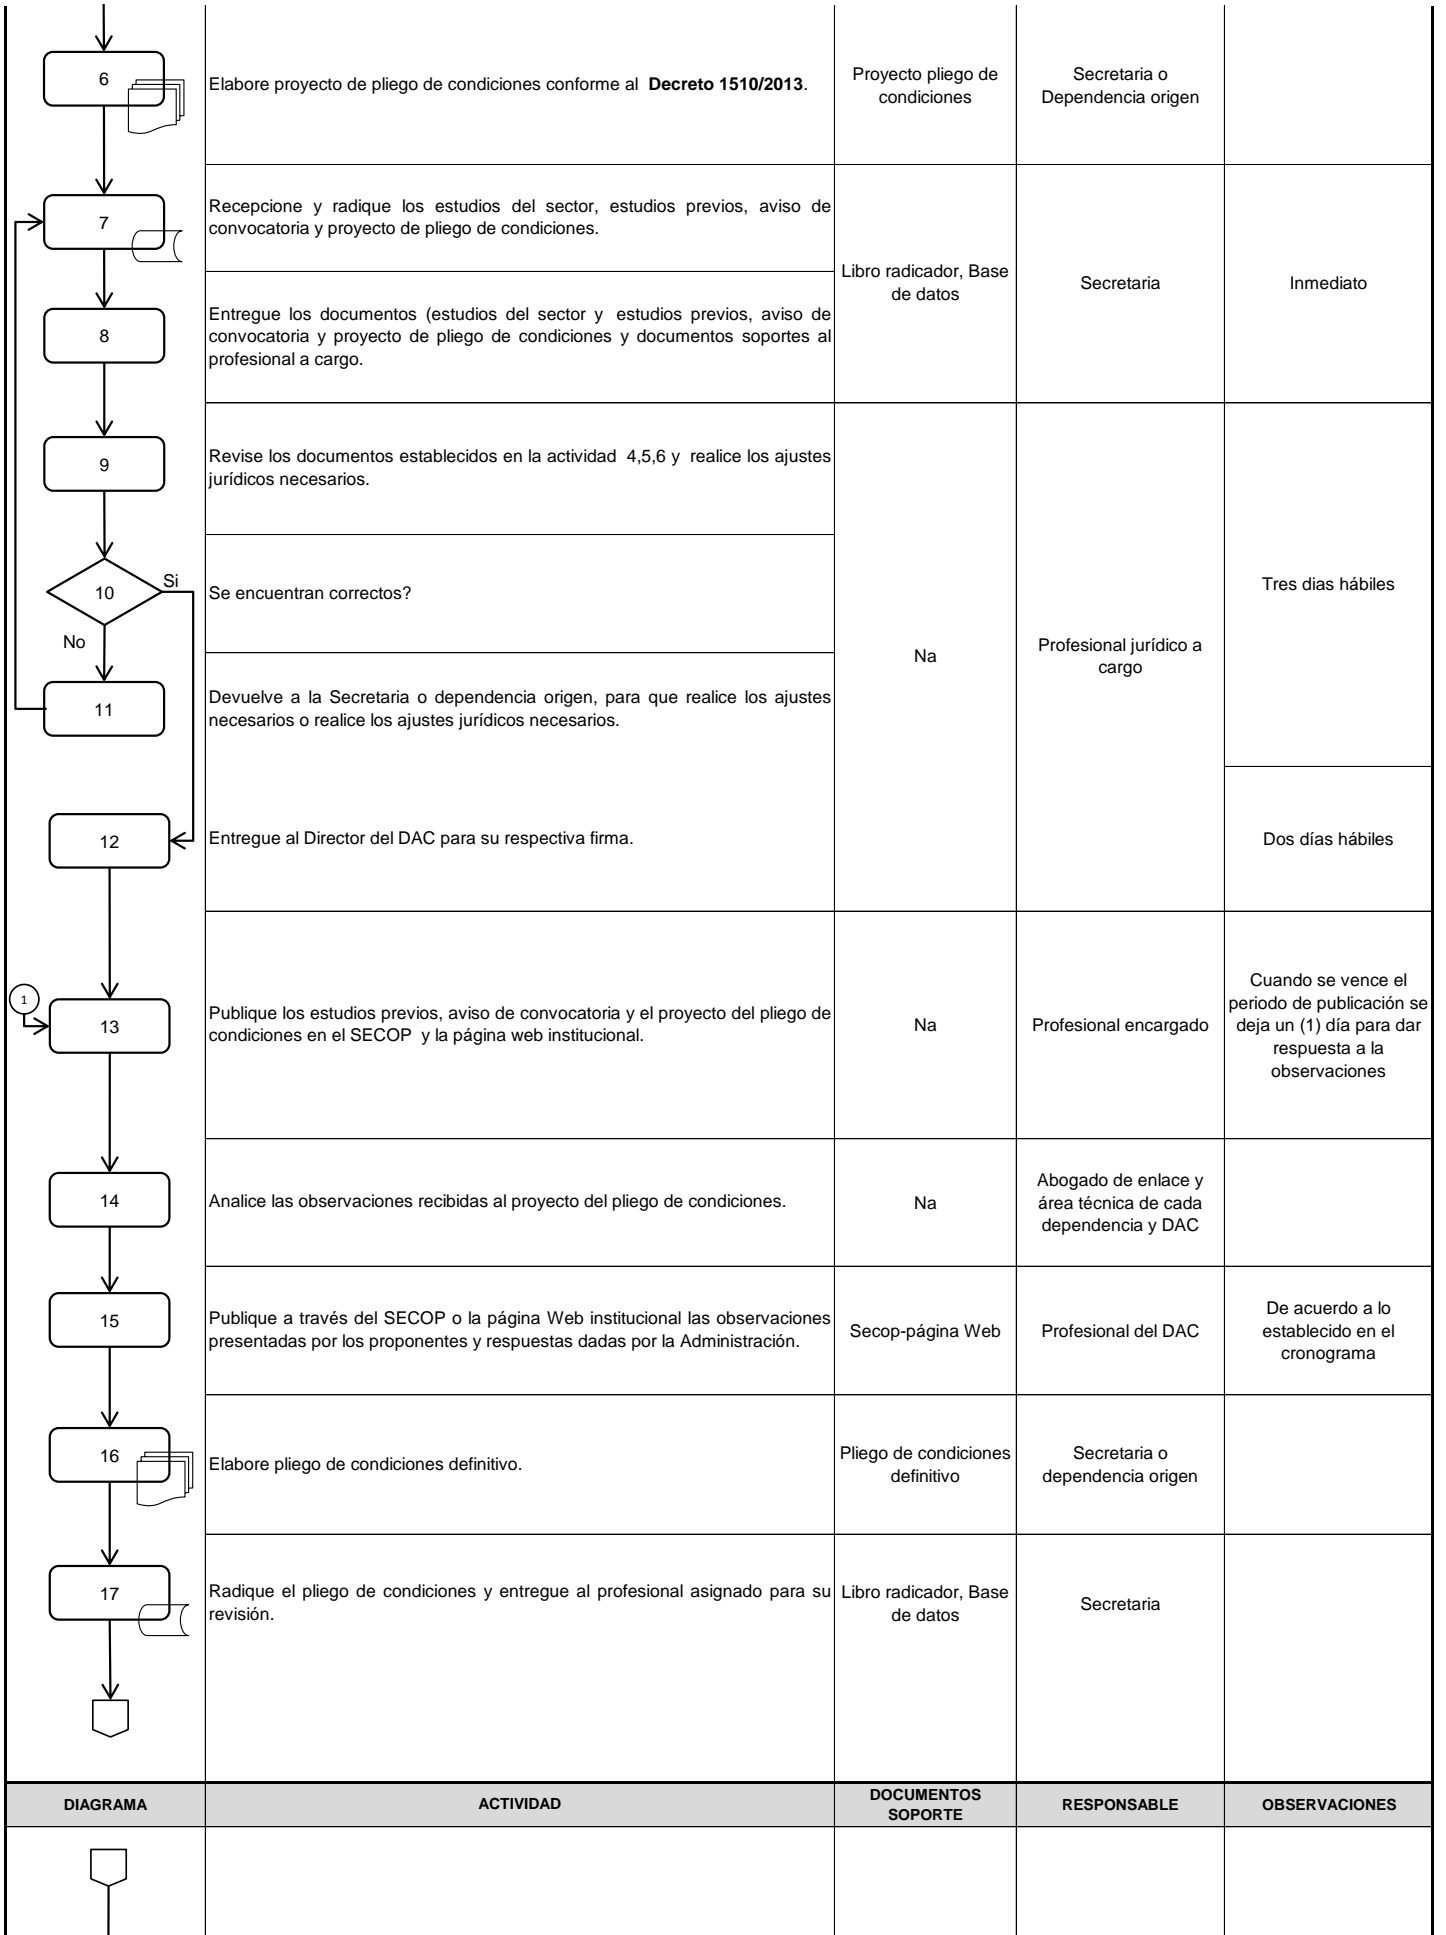 6
Elabore proyecto de pliego de condiciones conforme al Decreto 1510/2013.
Proyecto pliego de
condiciones
Secretaria o
Dependencia origen
7
Recepcione y radique los estudios del sector, estudios previos, aviso de
convocatoria y proyecto de pliego de condiciones.
Libro radicador, Base
de datos
Secretaria
Inmediato
8
Entregue los documentos (estudios del sector y estudios previos, aviso de
convocatoria y proyecto de pliego de condiciones y documentos soportes al
profesional a cargo.
9
Revise los documentos establecidos en la actividad 4,5,6 y realice los ajustes
jurídicos necesarios.
Na
Profesional jurídico a
cargo
Tres dias hábiles
10
Si
No
Se encuentran correctos?
11
Devuelve a la Secretaria o dependencia origen, para que realice los ajustes
necesarios o realice los ajustes jurídicos necesarios.
12
Entregue al Director del DAC para su respectiva firma.
Dos días hábiles
1
13
Publique los estudios previos, aviso de convocatoria y el proyecto del pliego de
condiciones en el SECOP y la página web institucional.
Na
Profesional encargado
Cuando se vence el
periodo de publicación se
deja un (1) día para dar
respuesta a la
observaciones
14
Analice las observaciones recibidas al proyecto del pliego de condiciones.
Na
Abogado de enlace y
área técnica de cada
dependencia y DAC
15
Publique a través del SECOP o la página Web institucional las observaciones
presentadas por los proponentes y respuestas dadas por la Administración.
Secop-página Web
Profesional del DAC
De acuerdo a lo
establecido en el
cronograma
16
Elabore pliego de condiciones definitivo.
Pliego de condiciones
definitivo
Secretaria o
dependencia origen
17
Radique el pliego de condiciones y entregue al profesional asignado para su
revisión.
Libro radicador, Base
de datos
Secretaria
DIAGRAMA
ACTIVIDAD
DOCUMENTOS
SOPORTE
RESPONSABLE
OBSERVACIONES